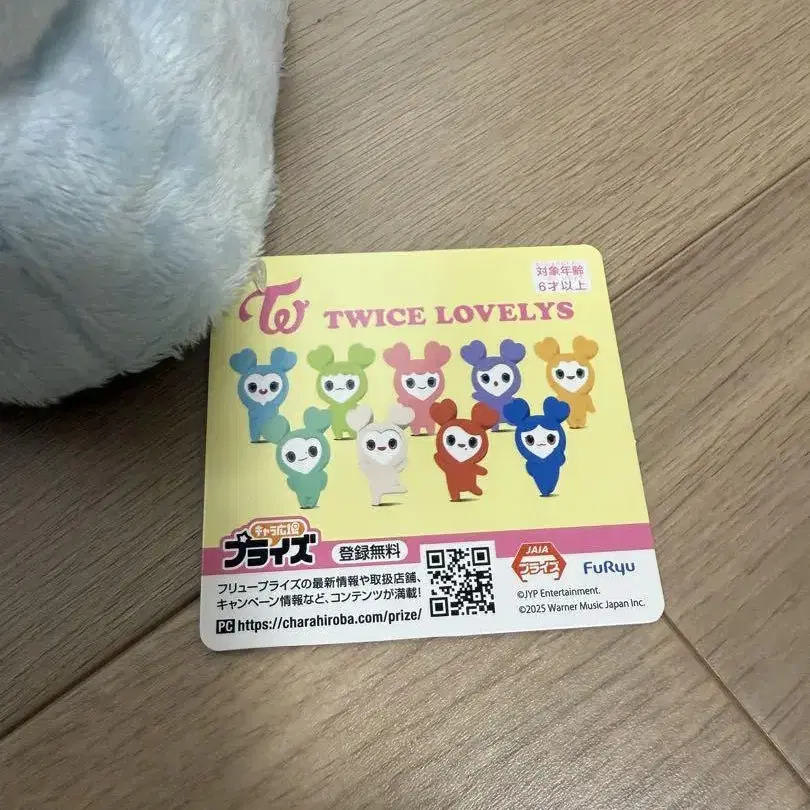 対象年齢
6才以上
TW
TWICE LOVELYS
キャラ広場
プライズ
登録無料
フリュープライズの最新情報や取扱店舗、
キャンペーン情報など、コンテンツが満載!
PC https://charahiroba.com/prize/
JAIA
プライズ
FuRyu
©JYP Entertainment.
©2025 Warner Music Japan Inc.